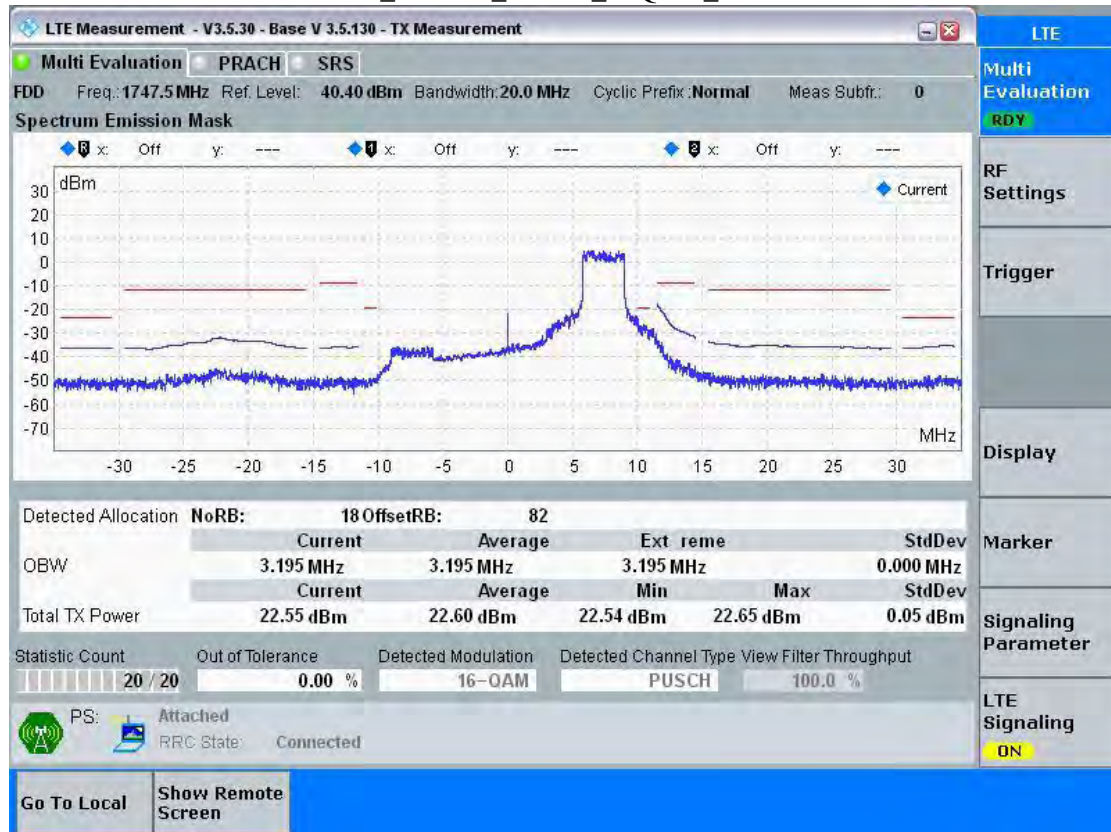 LTE Measurement - V3.5.30 - Base V 3.5.130 - TX Measurement
LTE
Multi Evaluation PRACH SRS
Multi Evaluation
RDY
FDD Freq.: 1747.5 MHz Ref. Level: 40.40 dBm Bandwidth: 20.0 MHz Cyclic Prefix : Normal Meas Subfr.: 0
Spectrum Emission Mask
R x: Off y: --- 1 x: Off y: --- 2 x: Off y: ---
dBm
Current
30
20
10
0
-10
-20
-30
-40
-50
-60
-70
MHz
-30 -25 -20 -15 -10 -5 0 5 10 15 20 25 30
RF Settings
Trigger
Display
Detected Allocation NoRB: 18 OffsetRB: 82
Current Average Ext reme StdDev
OBW 3.195 MHz 3.195 MHz 3.195 MHz 0.000 MHz
Current Average Min Max StdDev
Total TX Power 22.55 dBm 22.60 dBm 22.54 dBm 22.65 dBm 0.05 dBm
Marker
Signaling Parameter
Statistic Count Out of Tolerance Detected Modulation Detected Channel Type View Filter Throughput
20 / 20 0.00 % 16-QAM PUSCH 100.0 %
PS: Attached
RRC State: Connected
LTE Signaling
ON
Go To Local
Show Remote Screen